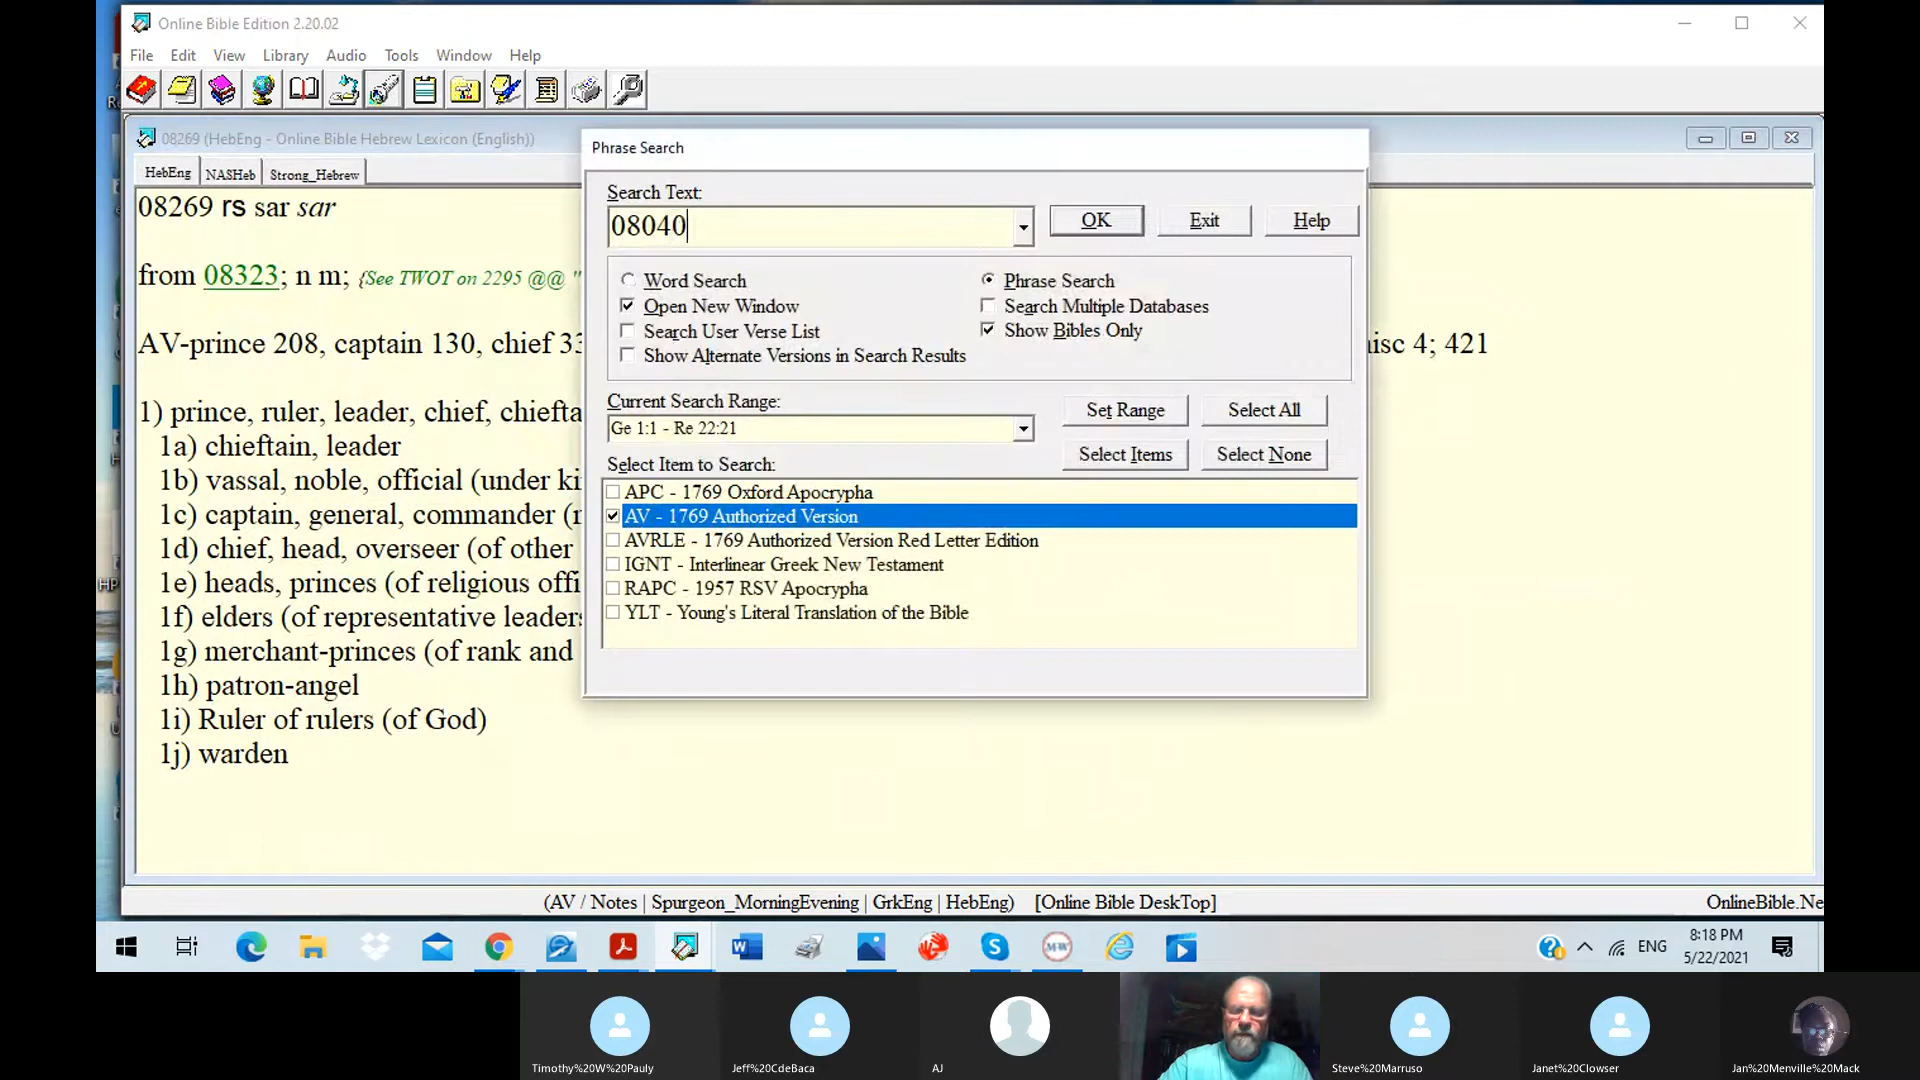 Online Bible Edition 2.20.02
File Edit View Library Audio Tools Window Help
08269 (HebEng - Online Bible Hebrew Lexicon (English))
HebEng NASHeb Strong_Hebrew
08269 rs sar sar
from 08323; n m; {See TWOT on 2295 @@ "
AV-prince 208, captain 130, chief 33
isc 4; 421
1) prince, ruler, leader, chief, chiefta
1a) chieftain, leader
1b) vassal, noble, official (under ki
1c) captain, general, commander (
1d) chief, head, overseer (of other
1e) heads, princes (of religious offi
1f) elders (of representative leaders
1g) merchant-princes (of rank and
1h) patron-angel
1i) Ruler of rulers (of God)
1j) warden
Phrase Search
Search Text:
08040
OK Exit Help
Word Search Phrase Search
Open New Window Search Multiple Databases
Search User Verse List Show Bibles Only
Show Alternate Versions in Search Results
Current Search Range:
Ge 1:1 - Re 22:21
Set Range Select All
Select Items Select None
Select Item to Search:
APC - 1769 Oxford Apocrypha
AV - 1769 Authorized Version
AVRLE - 1769 Authorized Version Red Letter Edition
IGNT - Interlinear Greek New Testament
RAPC - 1957 RSV Apocrypha
YLT - Young's Literal Translation of the Bible
(AV / Notes | Spurgeon_MorningEvening | GrkEng | HebEng) [Online Bible DeskTop]
OnlineBible.Ne
HP
ENG
8:18 PM
5/22/2021
Timothy%20W%20Pauly
Jeff%20CdeBaca
AJ
Steve%20Marruso
Janet%20Clowser
Jan%20Menville%20Mack